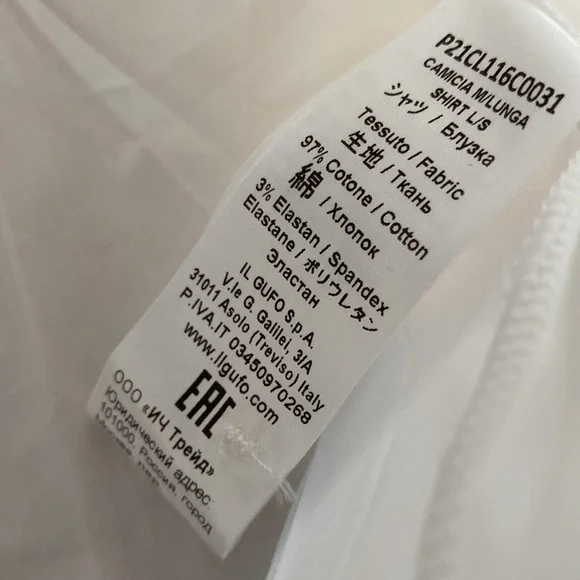 P21CL116C0031
CAMICIA M/LUNGA
SHIRT L/S
シャツ / Блузка
Tessuto / Fabric
生地 / Ткань
97% Cotone / Cotton
綿 / Хлопок
3% Elastan / Spandex
Elastane / ポリウレタン
Эластан
IL GUFO S.p.A.
V.le G. Galilei, 3/A
31011 Asolo (Treviso) Italy
P.IVA.IT 03450970268
www.ilgufo.com
EAC
ООО «ИЧ Трейд»
Юридический адрес:
101000, Россия, город
Москва,